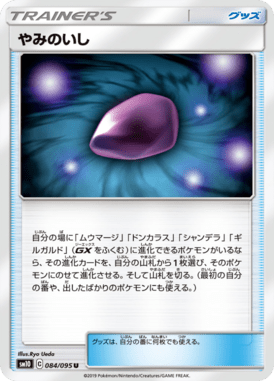 TRAINER'S グッズ
やみのいし
自分の場に「ムウマージ」「ドンカラス」「シャンデラ」「ギ
ルガルド」(GXをふくむ)に進化できるポケモンがいるな
ら、その進化カードを、自分の山札から1枚選び、そのポ
ケモンにのせて進化させる。そして山札を切る。(最初の自分
の番や、出したばかりのポケモンにも使える。)
Illus.Ryo Ueda
sm10 C 084/095 U
グッズは、自分の番に何枚でも使える。
©2019 Pokémon/Nintendo/Creatures/GAME FREAK.